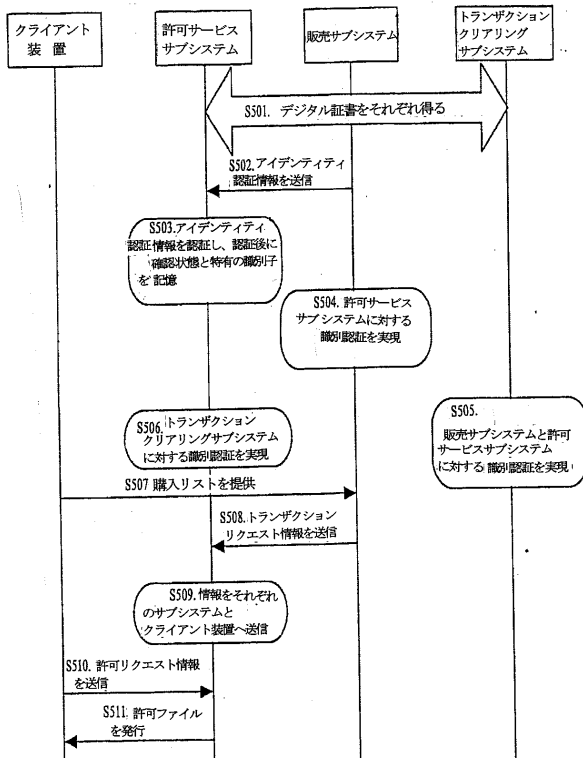 クライアント
装 置
許可サービス
サブシステム
販売サブシステム
トランザクション
クリアリング
サブシステム
S501. デジタル証書をそれぞれ得る
S502.アイデンティティ
認証情報を送信
S503.アイデンティティ
認証情報を認証し、認証後に
確認状態と特有の識別子
を記憶
S504. 許可サービス
サブシステムに対する
識別認証を実現
S505.
販売サブシステムと許可
サービスサブシステム
に対する識別認証を実現
S506.トランザクション
クリアリングサブシステム
に対する識別認証を実現
S507 購入リストを提供
S508.トランザクション
リクエスト情報を送信
S509.情報をそれぞれ
のサブシステムと
クライアント装置へ送信
S510. 許可リクエスト情報
を送信
S511. 許可ファイル
を発行